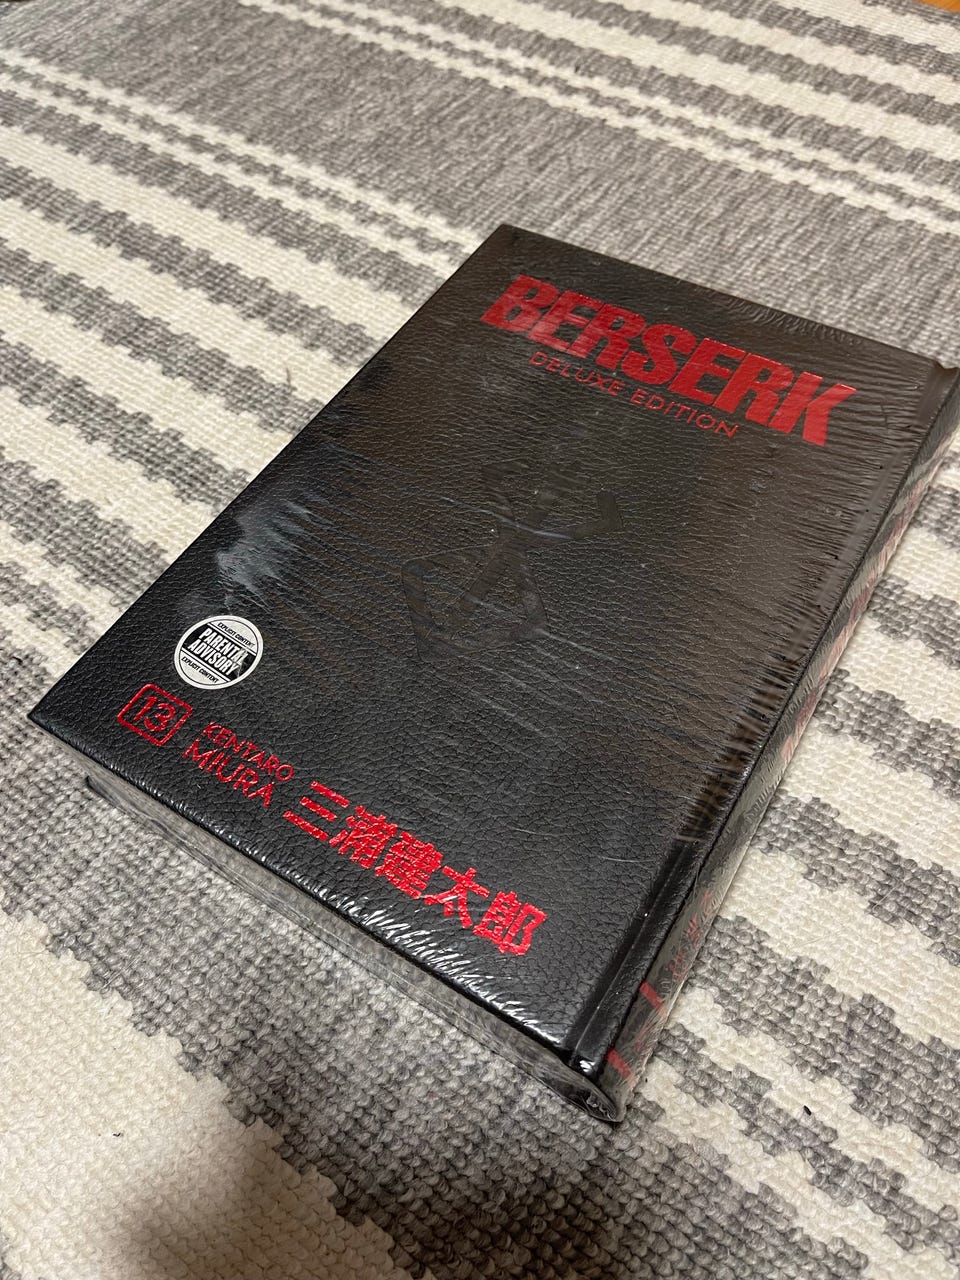 BERSERK
DELUXE EDITION
EXPLICIT CONTENT
PARENTAL
ADVISORY
EXPLICIT CONTENT
13
KENTARO
MIURA
三浦建太郎